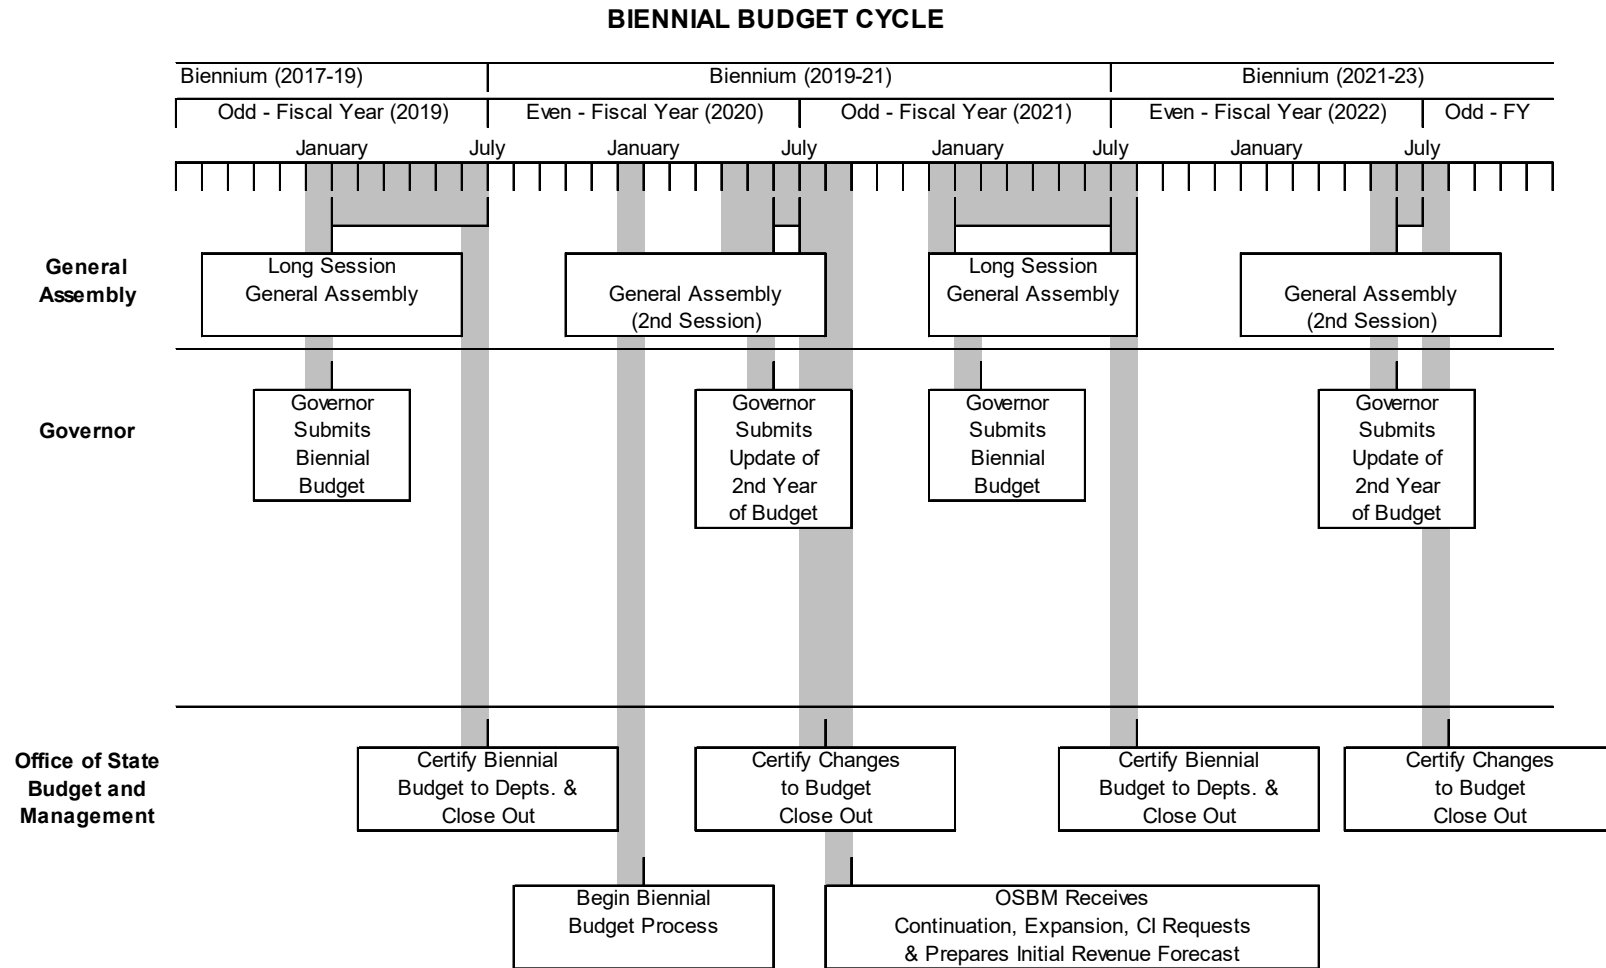 BIENNIAL BUDGET CYCLE
Biennium (2017-19)
Biennium (2019-21)
Biennium (2021-23)
Odd - Fiscal Year (2019)
Even - Fiscal Year (2020)
Odd - Fiscal Year (2021)
Even - Fiscal Year (2022)
Odd - FY
January
July
January
July
January
July
January
July
General
Assembly
Long Session
General Assembly
General Assembly
(2nd Session)
Long Session
General Assembly
General Assembly
(2nd Session)
Governor
Governor
Submits
Biennial
Budget
Governor
Submits
Update of
2nd Year
of Budget
Governor
Submits
Biennial
Budget
Governor
Submits
Update of
2nd Year
of Budget
Office of State
Budget and
Management
Certify Biennial
Budget to Depts. &
Close Out
Certify Changes
to Budget
Close Out
Certify Biennial
Budget to Depts. &
Close Out
Certify Changes
to Budget
Close Out
Begin Biennial
Budget Process
OSBM Receives
Continuation, Expansion, CI Requests
& Prepares Initial Revenue Forecast